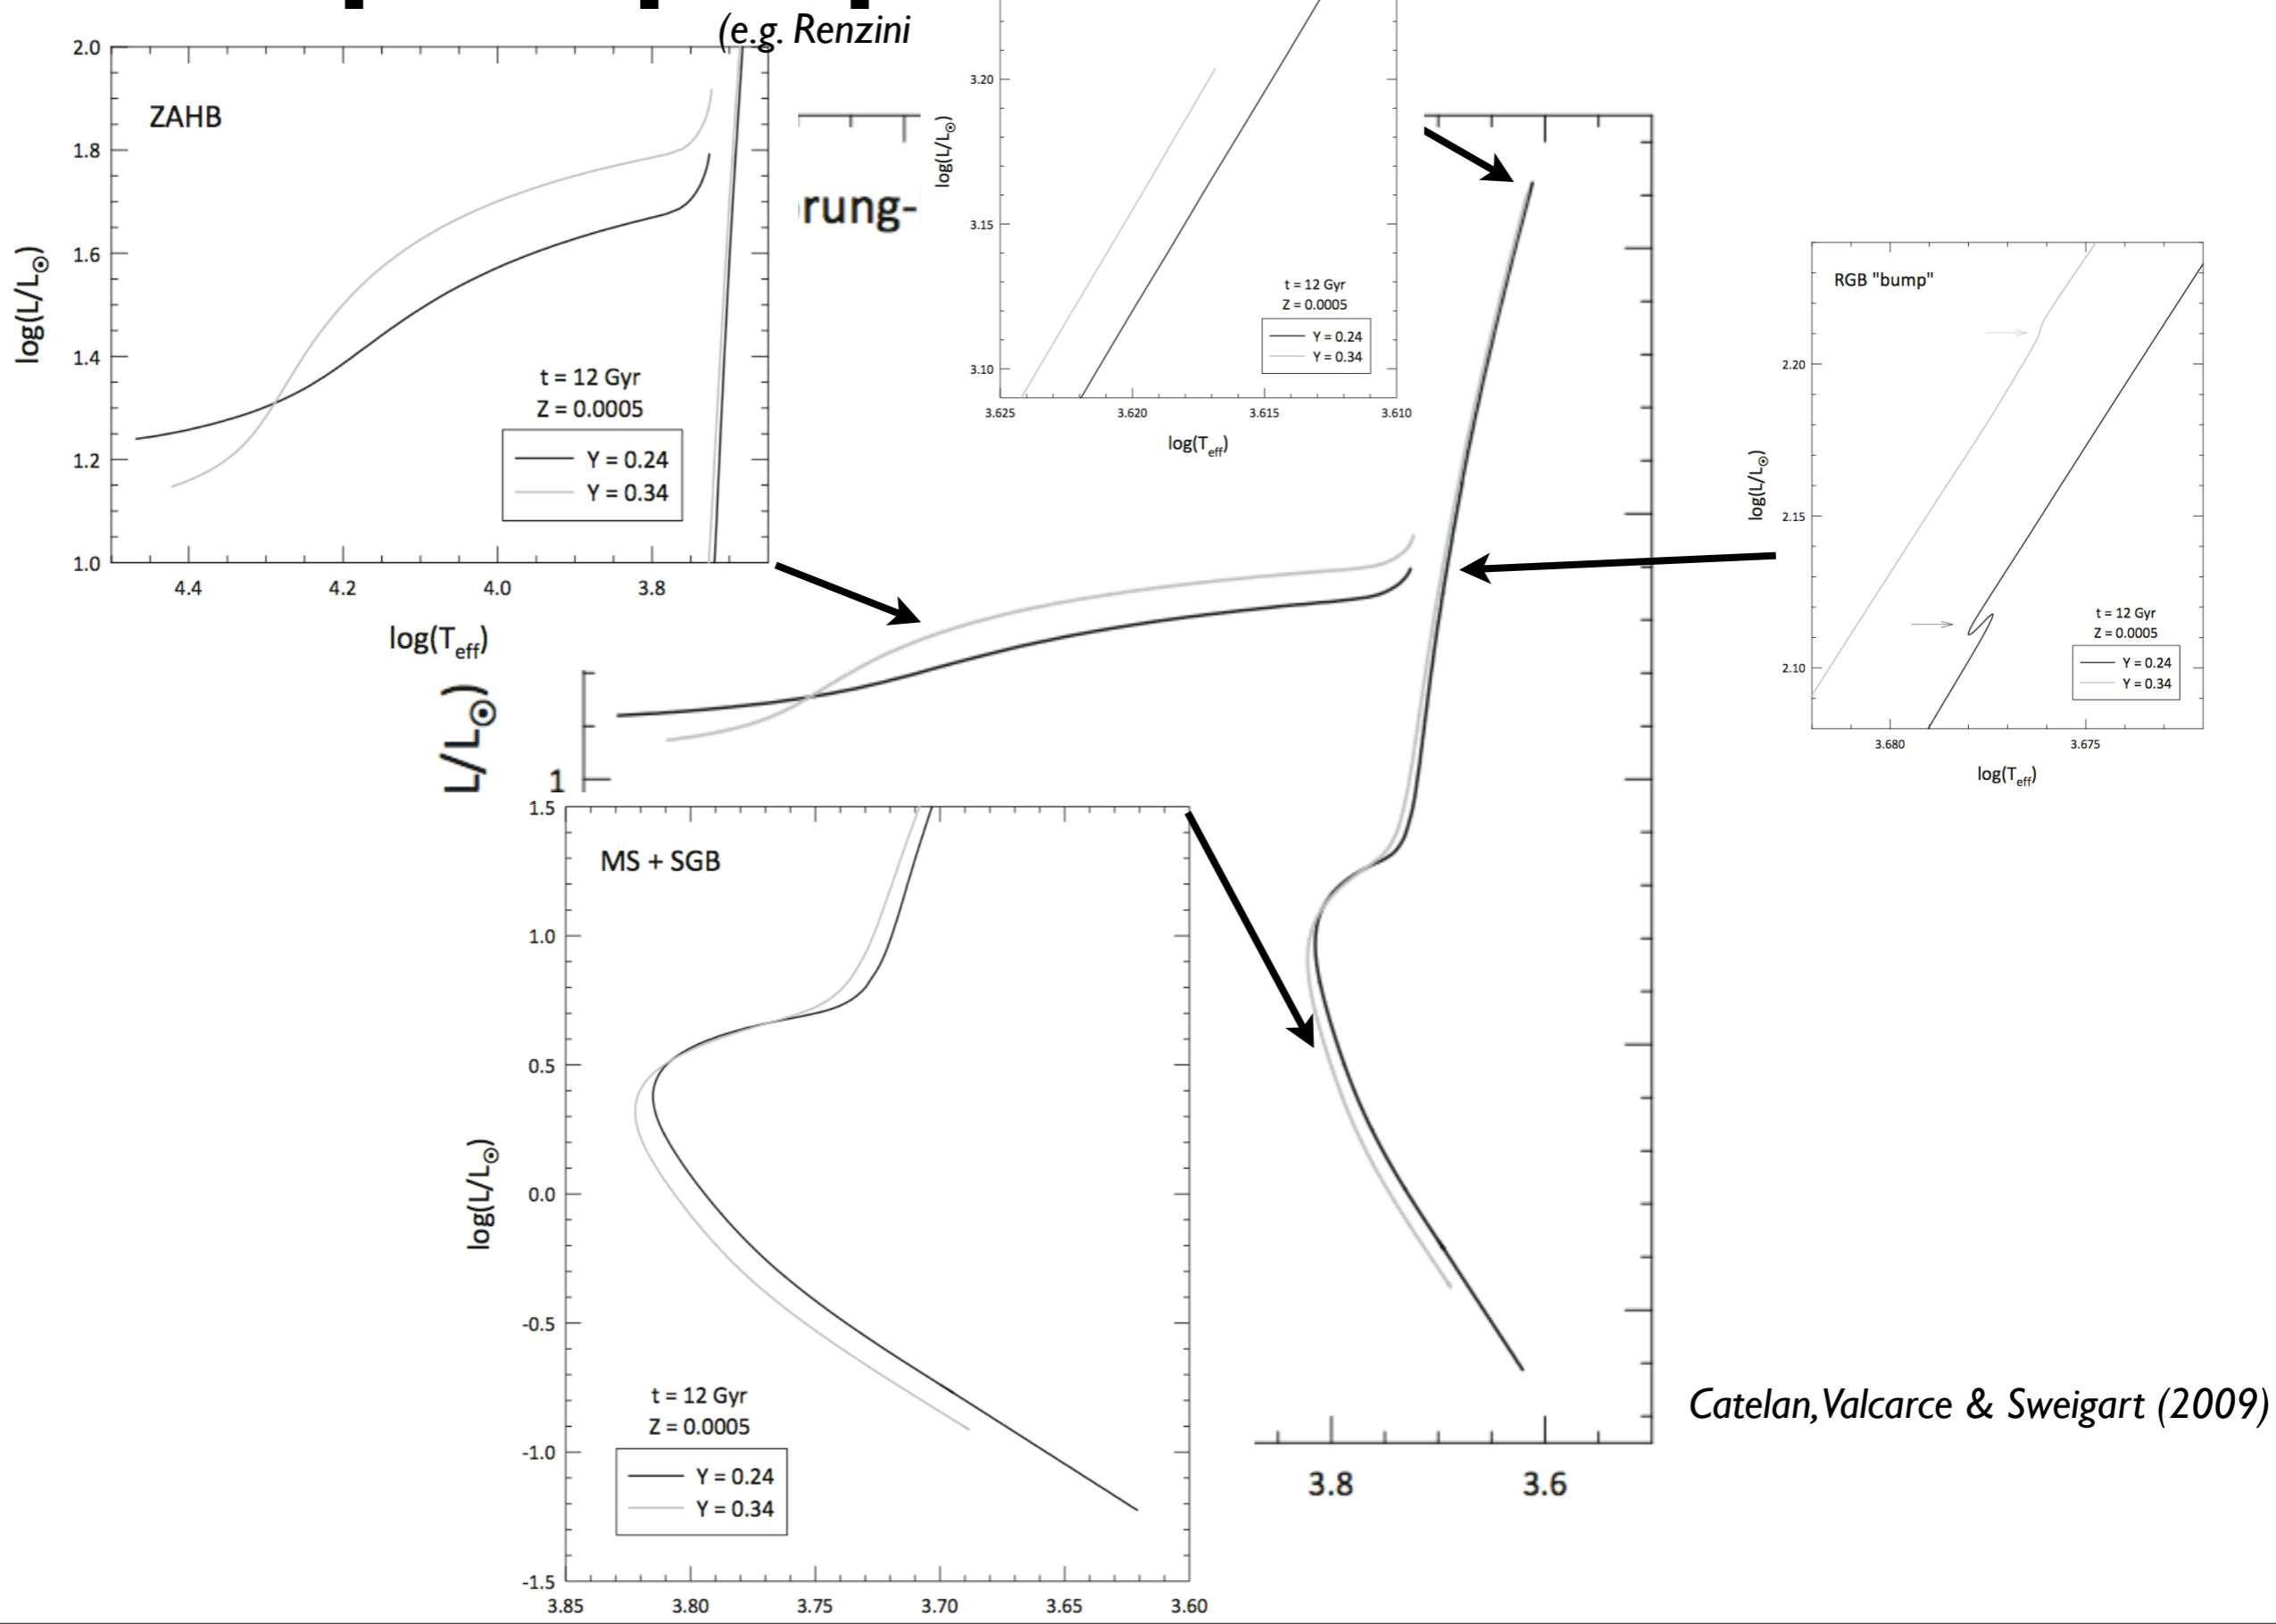 (e.g. Renzini
2.0
1.8
1.6
1.4
1.2
1.0
log(L/L☉)
ZAHB
t = 12 Gyr
Z = 0.0005
Y = 0.24
Y = 0.34
4.4 4.2 4.0 3.8
log(Teff)
rung-
3.20
3.15
3.10
log(L/L☉)
t = 12 Gyr
Z = 0.0005
Y = 0.24
Y = 0.34
3.625 3.620 3.615 3.610
log(Teff)
RGB "bump"
2.20
2.15
2.10
log(L/L☉)
t = 12 Gyr
Z = 0.0005
Y = 0.24
Y = 0.34
3.680 3.675
log(Teff)
L/L☉)
1
1.5
1.0
0.5
0.0
-0.5
-1.0
-1.5
log(L/L☉)
MS + SGB
t = 12 Gyr
Z = 0.0005
Y = 0.24
Y = 0.34
3.85 3.80 3.75 3.70 3.65 3.60
3.8 3.6
Catelan, Valcarce & Sweigart (2009)